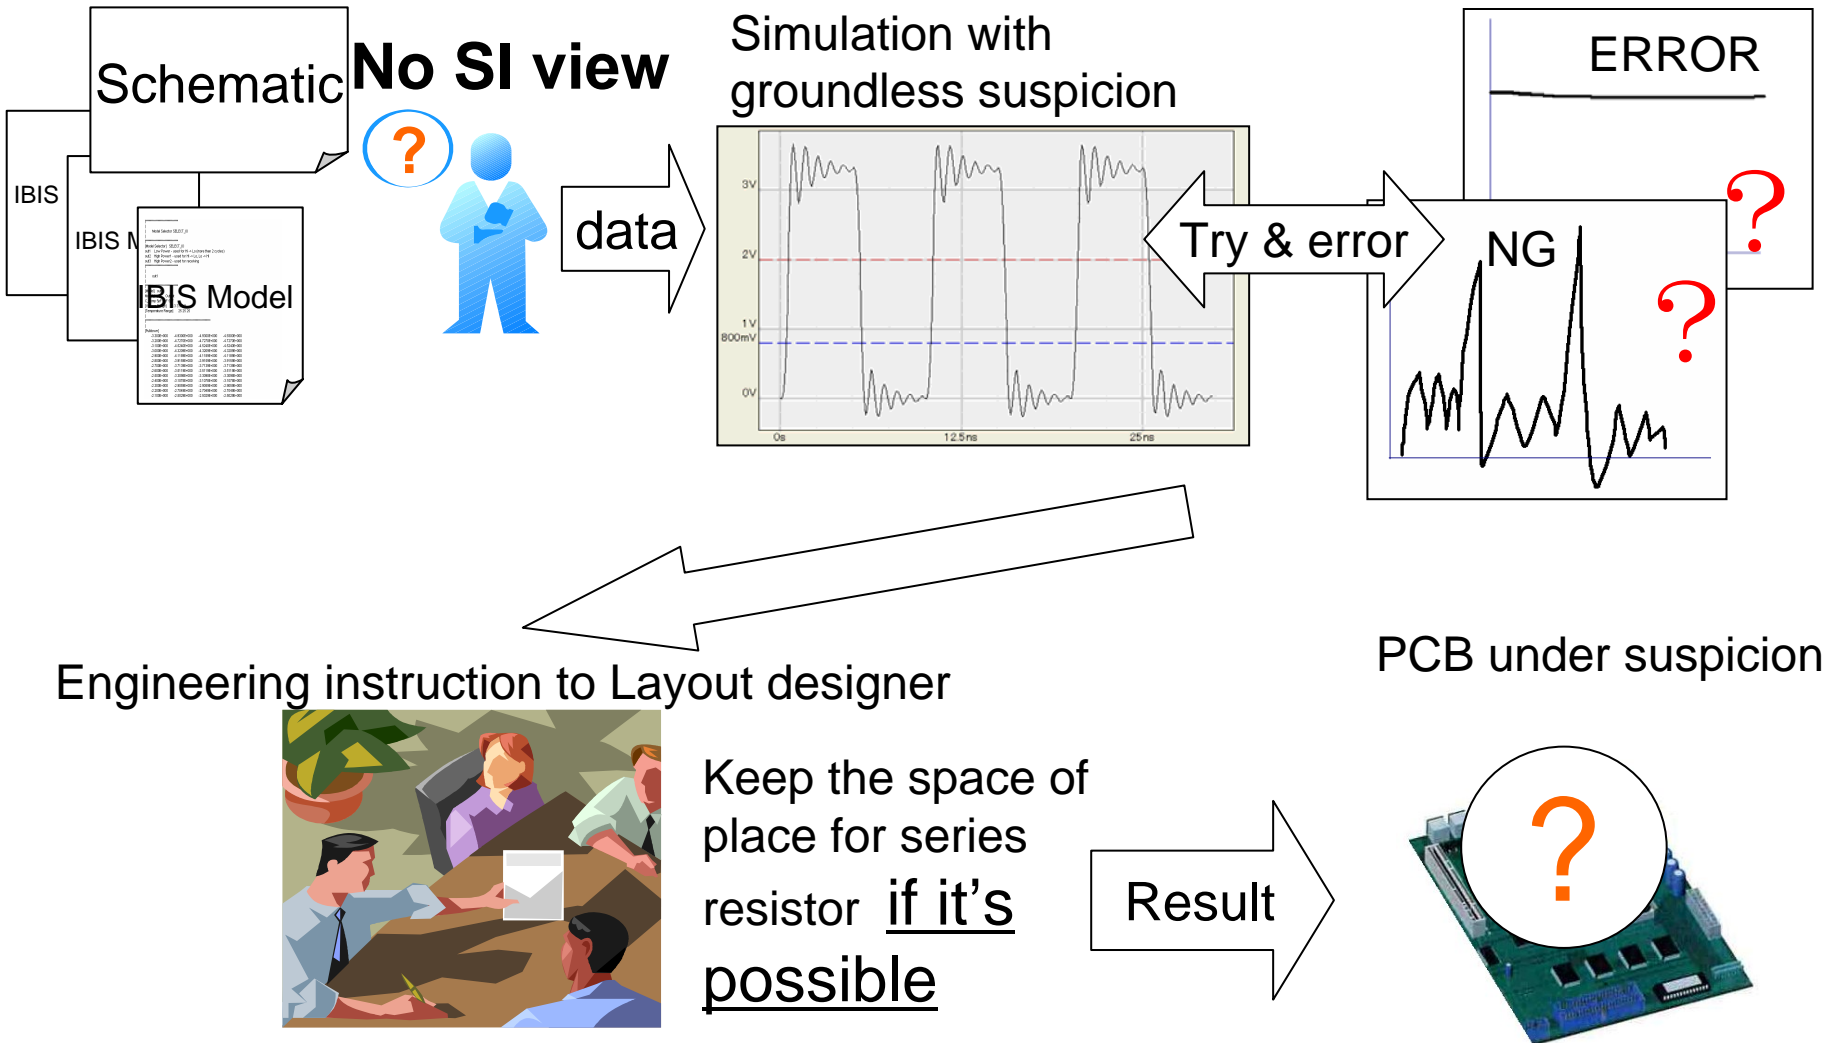 Schematic
No SI view
?
IBIS
IBIS M
IBIS Model
data
Simulation with
groundless suspicion
3V
2V
1V
800mV
0V
0s
12.5ns
25ns
Try & error
ERROR
?
NG
?
Engineering instruction to Layout designer
Keep the space of
place for series
resistor if it’s
possible
Result
PCB under suspicion
?